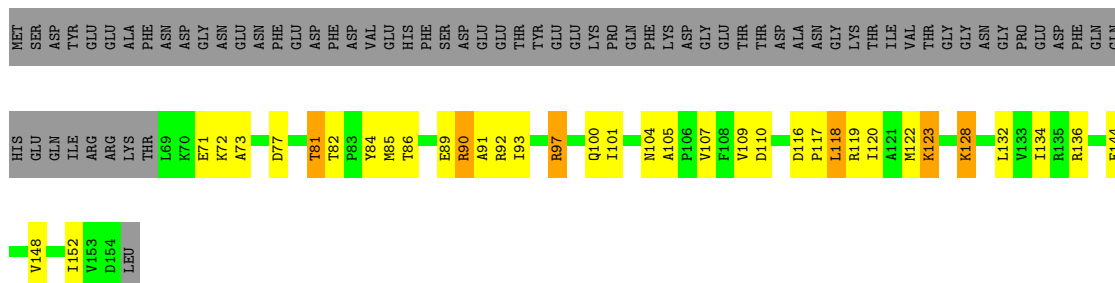 MET SER ASP TYR GLU GLU ALA PHE ASN ASP GLY ASN GLU ASN PHE GLU ASP PHE ASP VAL GLU HIS PHE SER ASP GLU GLU THR TYR GLU GLU LYS PRO GLN PHE LYS ASP GLY GLU THR THR ASP ALA ASN GLY LYS THR ILE VAL THR GLY GLY ASN GLY PRO GLU ASP PHE GLN
HIS GLU GLN ILE ARG ARG LYS THR L69 K70 E71 K72 A73 D77 T81 T82 P83 Y84 M85 T86 E89 R90 A91 R92 I93 R97 Q100 I101 N104 A105 P106 V107 F108 V109 D110 D116 P117 L118 R119 I120 A121 M122 K123 K128 L132 V133 I134 R135 R136
V148 I152 V153 D154 LEU